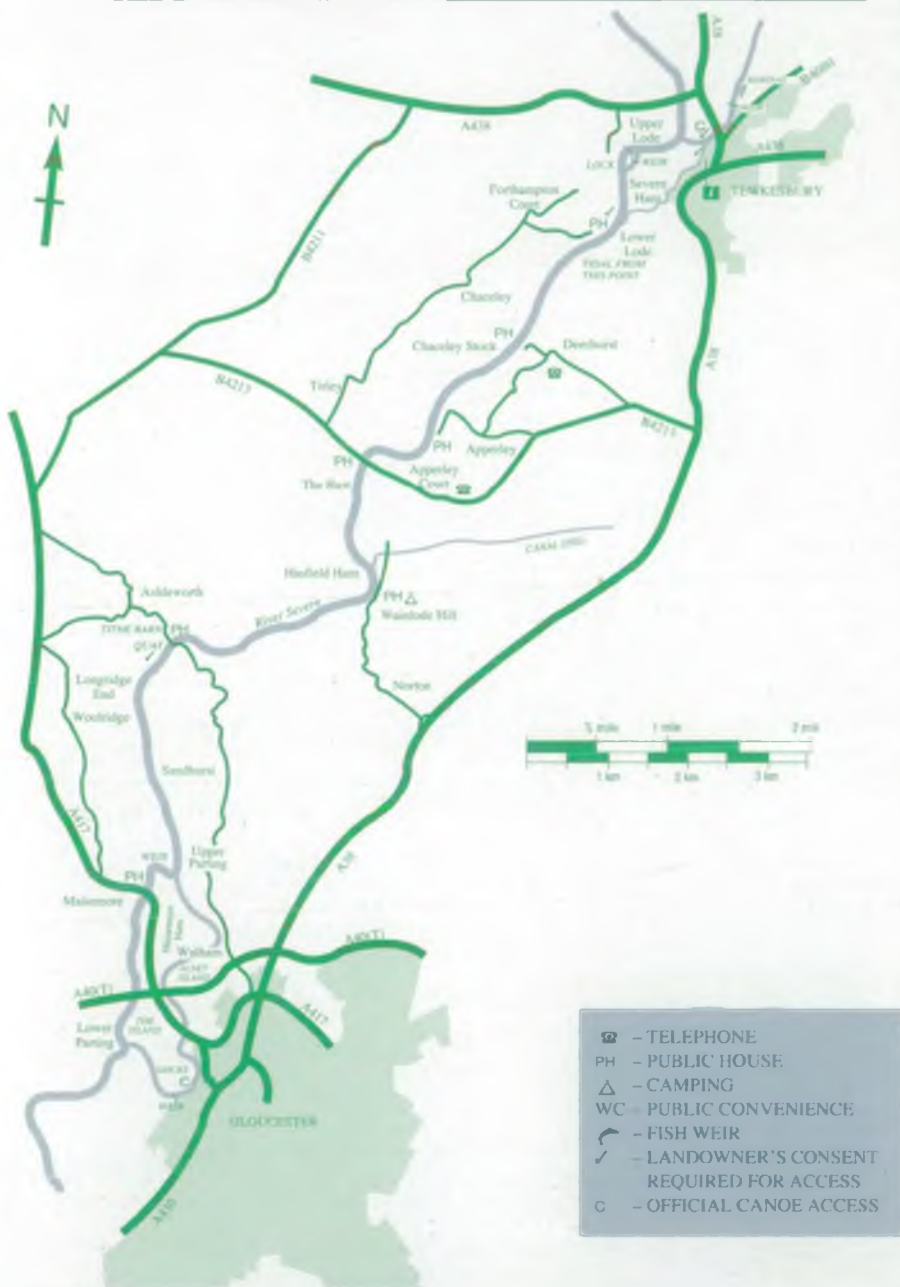 N
A38
B4080
A438
Upper
Lode
LOCK
WEIR
A438
Severn
Ham
TEWKESBURY
Forthampton
Court
PH
Lower
Lode
TIDAL FROM
THIS POINT
B4211
Chaceley
PH
Chaceley Stock
Deerhurst
A38
Tirley
B4213
B4213
PH
Apperley
PH
The Haw
Apperley
Court
Hasfield Ham
Ashleworth
River Severn
PH
Wainlode Hill
TITHE BARN
PH
QUAY
Longridge
End
Woolridge
Norton
½ mile
1 mile
1 km
2 km
3 km
Sandhurst
A417
WEIR
Upper
Parting
PH
Maisemore
A38
Maisemore
Ham
Walham
A40(T)
A40(T)
A417
Lower
Parting
C
WEIR
GLOUCESTER
A430
– TELEPHONE
PH – PUBLIC HOUSE
– CAMPING
WC – PUBLIC CONVENIENCE
– FISH WEIR
✓ – LANDOWNER'S CONSENT
REQUIRED FOR ACCESS
C – OFFICIAL CANOE ACCESS